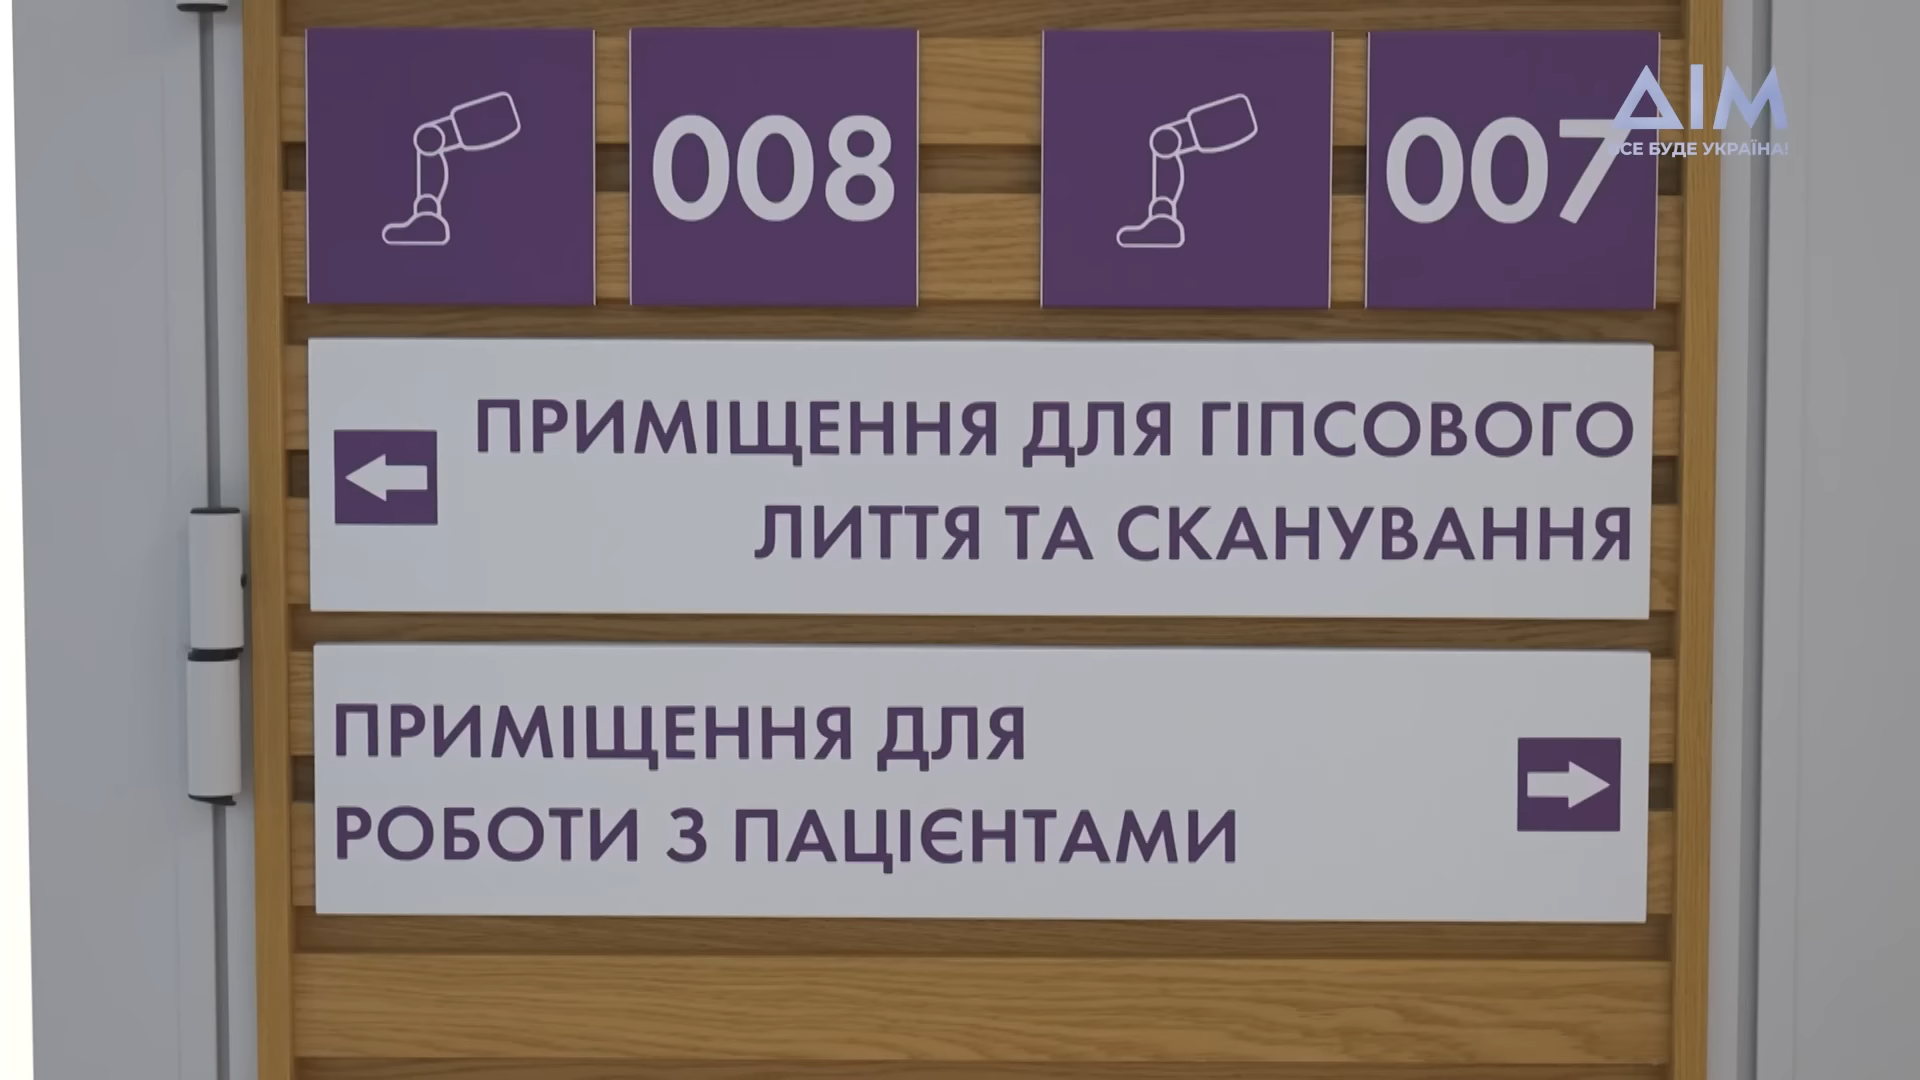 008
007
ДІМ
ВСЕ БУДЕ УКРАЇНА!
ПРИМІЩЕННЯ ДЛЯ ГІПСОВОГО
ЛИТТЯ ТА СКАНУВАННЯ
ПРИМІЩЕННЯ ДЛЯ
РОБОТИ З ПАЦІЄНТАМИ